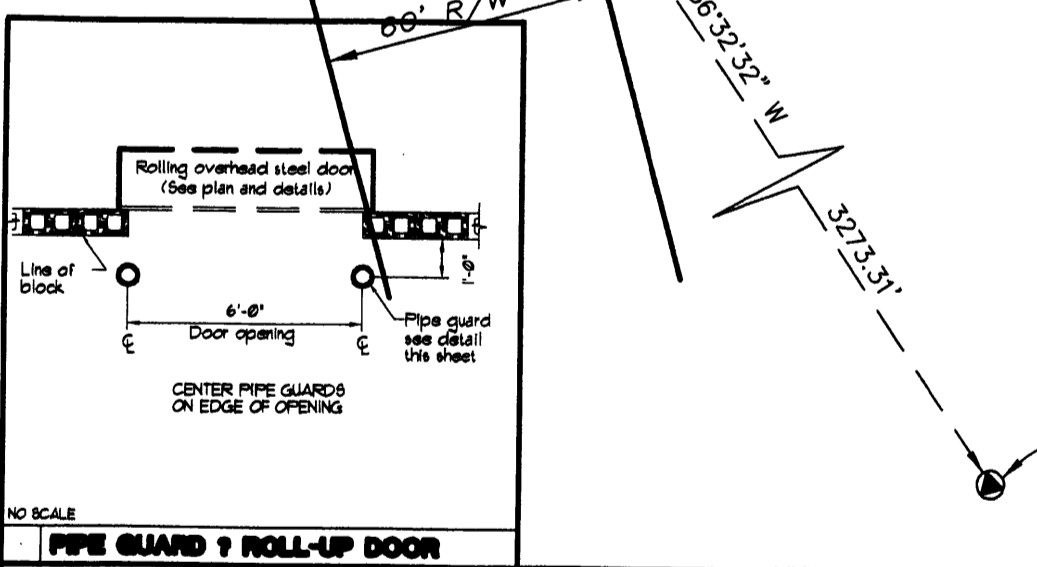 60' R/W
6°32'32" W
3273.31'
Rolling overhead steel door
(See plan and details)
Line of
block
1'-0"
6'-0"
Door opening
℄
℄
Pipe guard
see detail
this sheet
CENTER PIPE GUARDS
ON EDGE OF OPENING
NO SCALE
PIPE GUARD ? ROLL-UP DOOR